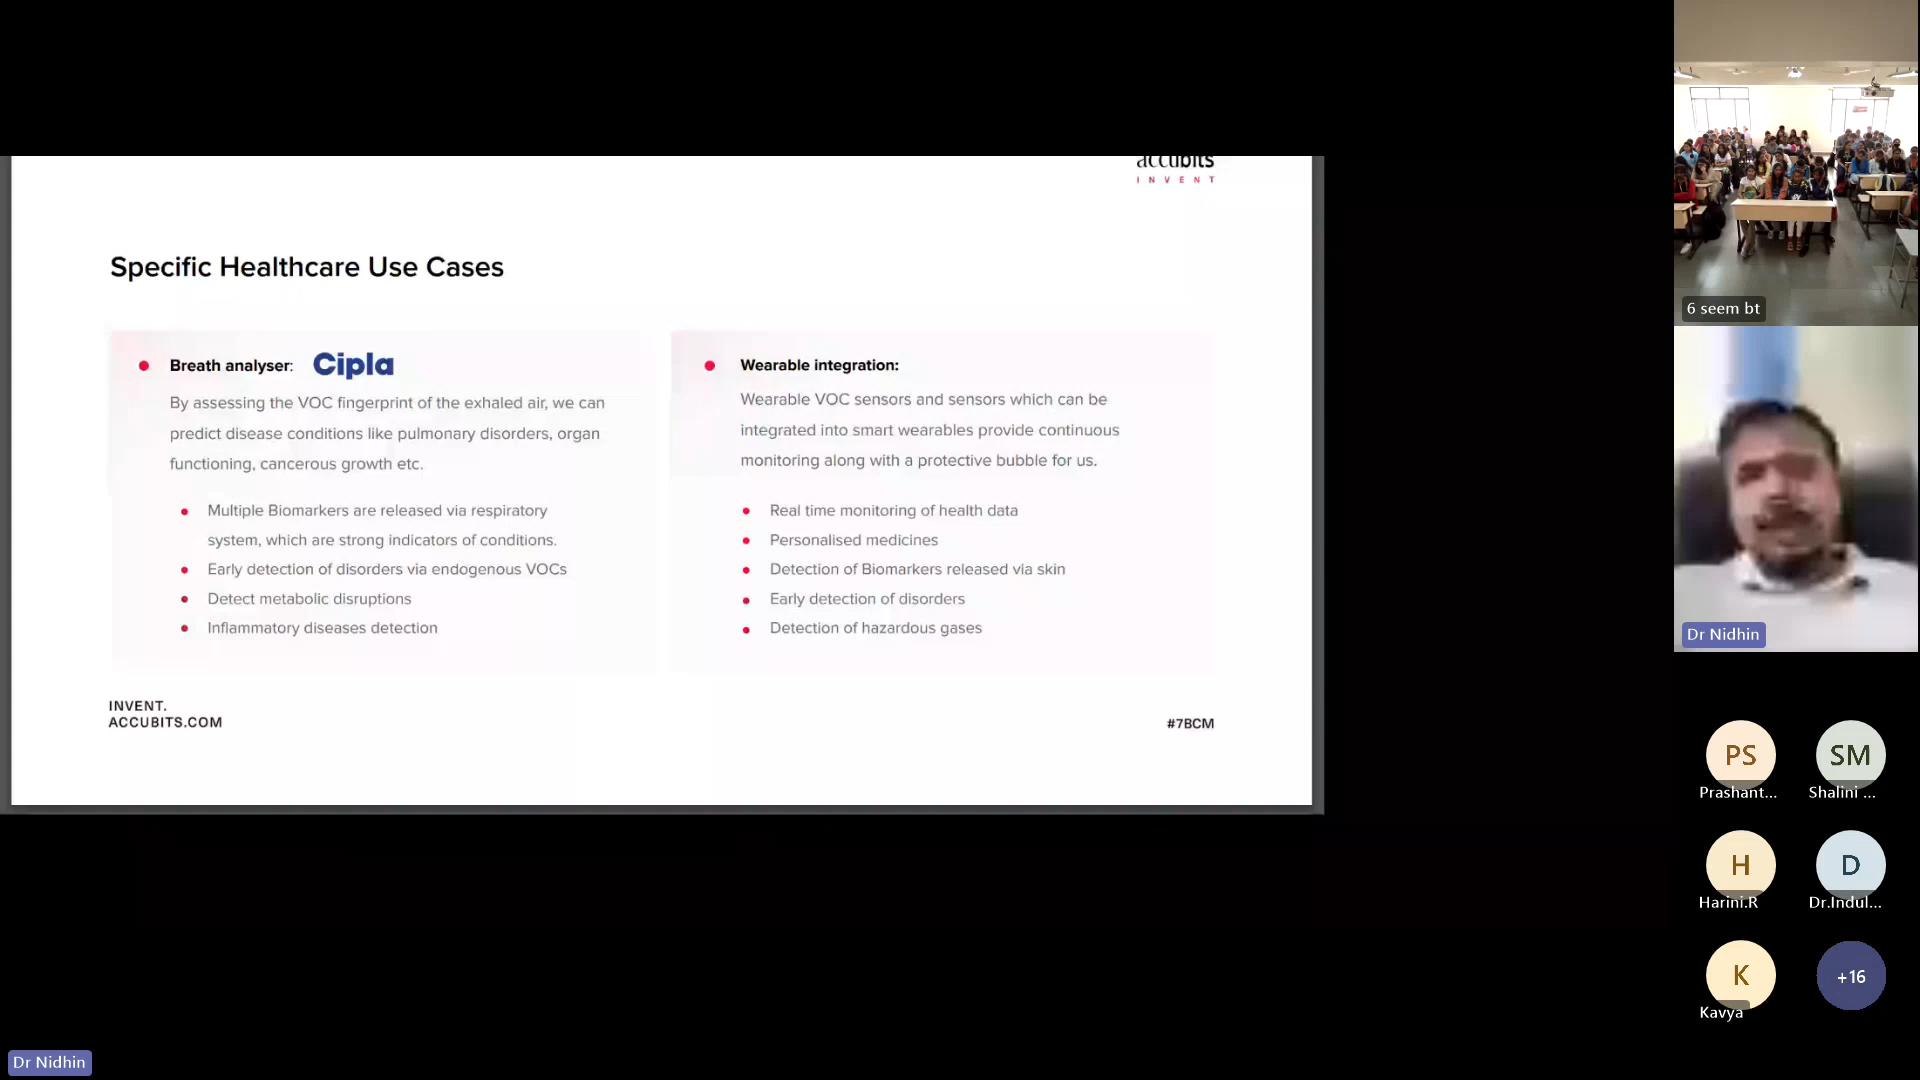 accubits
INVENT
Specific Healthcare Use Cases
Breath analyser: Cipla
By assessing the VOC fingerprint of the exhaled air, we can
predict disease conditions like pulmonary disorders, organ
functioning, cancerous growth etc.
Multiple Biomarkers are released via respiratory
system, which are strong indicators of conditions.
Early detection of disorders via endogenous VOCs
Detect metabolic disruptions
Inflammatory diseases detection
Wearable integration:
Wearable VOC sensors and sensors which can be
integrated into smart wearables provide continuous
monitoring along with a protective bubble for us.
Real time monitoring of health data
Personalised medicines
Detection of Biomarkers released via skin
Early detection of disorders
Detection of hazardous gases
INVENT.
ACCUBITS.COM
#7BCM
6 seem bt
Dr Nidhin
PS
Prashant...
SM
Shalini ...
H
Harini.R
D
Dr.Indul...
K
Kavya
+16
Dr Nidhin